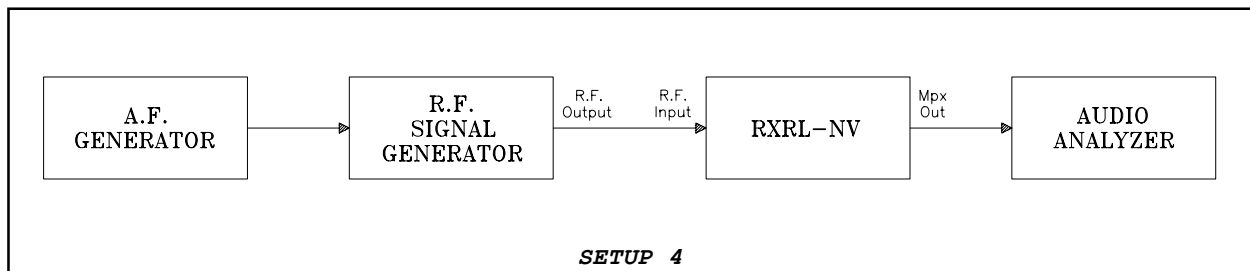 A.F.
GENERATOR
R.F.
SIGNAL
GENERATOR
R.F.
Output
R.F.
Input
RXRL-NV
Mpx
Out
AUDIO
ANALYZER
SETUP 4